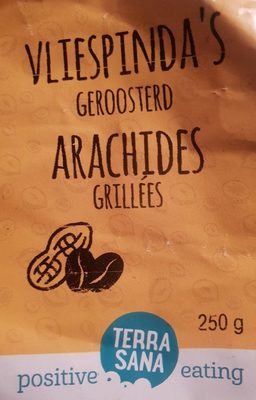 VLIESPINDA'S
GEROOSTERD
ARACHIDES
GRILLÉES
250 g
TERRA
SANA
positive eating